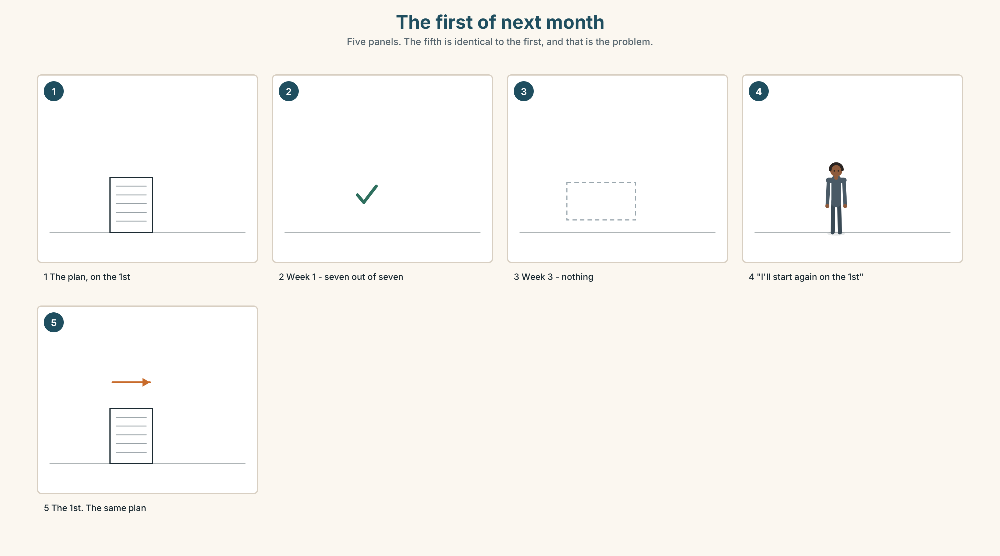 The first of next month
Five panels. The fifth is identical to the first, and that is the problem.
1
2
3
4
1 The plan, on the 1st
2 Week 1 - seven out of seven
3 Week 3 - nothing
4 "I'll start again on the 1st"
5
5 The 1st. The same plan